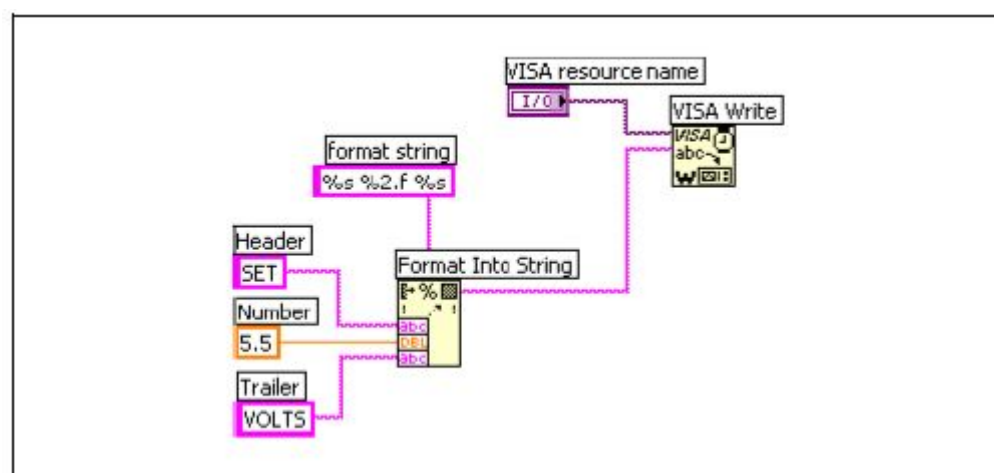 VISA resource name
I/O
VISA Write
VISA
abc
W
format string
%s %2.f %s
Header
SET
Format Into String
%
abc
Number
5.5
DBL
abc
Trailer
VOLTS